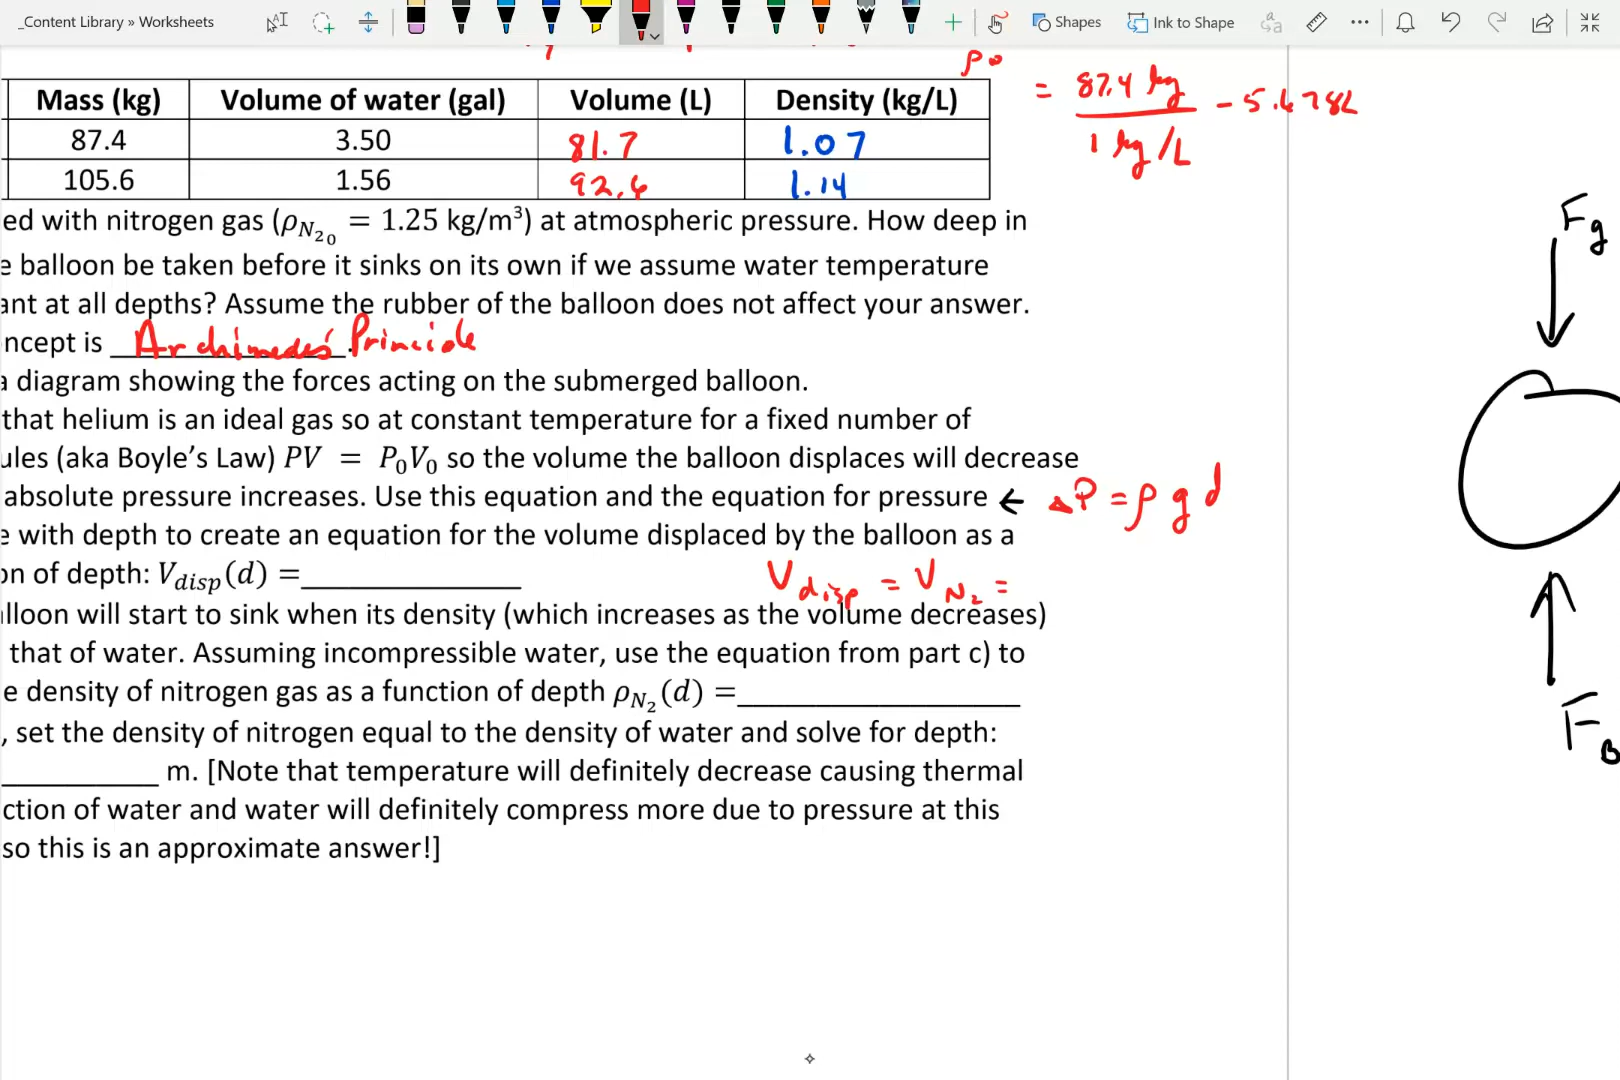 _Content Library » Worksheets
Shapes
Ink to Shape
ρo
Mass (kg) Volume of water (gal) Volume (L) Density (kg/L)
87.4 3.50 81.7 1.07
105.6 1.56 92.6 1.14
= 87.4 kg / 1 kg/L - 5.678L
ed with nitrogen gas (ρN₂₀ = 1.25 kg/m³) at atmospheric pressure. How deep in
e balloon be taken before it sinks on its own if we assume water temperature
ant at all depths? Assume the rubber of the balloon does not affect your answer.
ncept is Archimedes' Principle
a diagram showing the forces acting on the submerged balloon.
that helium is an ideal gas so at constant temperature for a fixed number of
ules (aka Boyle's Law) PV = P₀V₀ so the volume the balloon displaces will decrease
absolute pressure increases. Use this equation and the equation for pressure ← ΔP = ρ g d
e with depth to create an equation for the volume displaced by the balloon as a
on of depth: Vdisp(d) =____________
Vdisp = VN₂ =
lloon will start to sink when its density (which increases as the volume decreases)
that of water. Assuming incompressible water, use the equation from part c) to
e density of nitrogen gas as a function of depth ρN₂(d) =____________
, set the density of nitrogen equal to the density of water and solve for depth:
____________ m. [Note that temperature will definitely decrease causing thermal
ction of water and water will definitely compress more due to pressure at this
so this is an approximate answer!]
Fg
FB